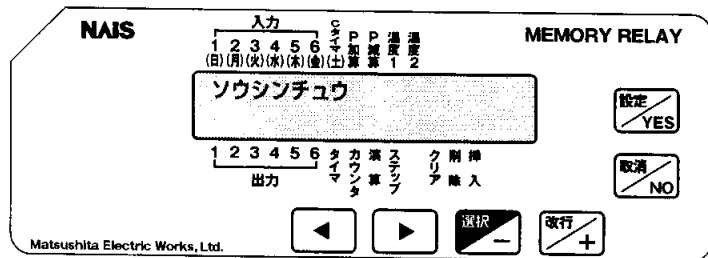 NAiS
MEMORY RELAY
入力
1 2 3 4 5 6 Cタイマ P加算 P減算 温度1 温度2
(日)(月)(火)(水)(木)(金)(土)
ソウシンチュウ
1 2 3 4 5 6 タイマ カウンタ 演算 ステップ クリア 削除 挿入
出力
設定 YES
取消 NO
◀ ▶ 選択 − 改行 +
Matsushita Electric Works, Ltd.